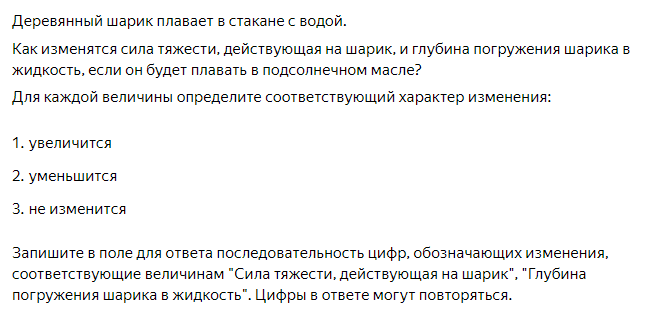 Деревянный шарик плавает в стакане с водой.
Как изменятся сила тяжести, действующая на шарик, и глубина погружения шарика в
жидкость, если он будет плавать в подсолнечном масле?
Для каждой величины определите соответствующий характер изменения:
1. увеличится
2. уменьшится
3. не изменится
Запишите в поле для ответа последовательность цифр, обозначающих изменения,
соответствующие величинам "Сила тяжести, действующая на шарик", "Глубина
погружения шарика в жидкость". Цифры в ответе могут повторяться.